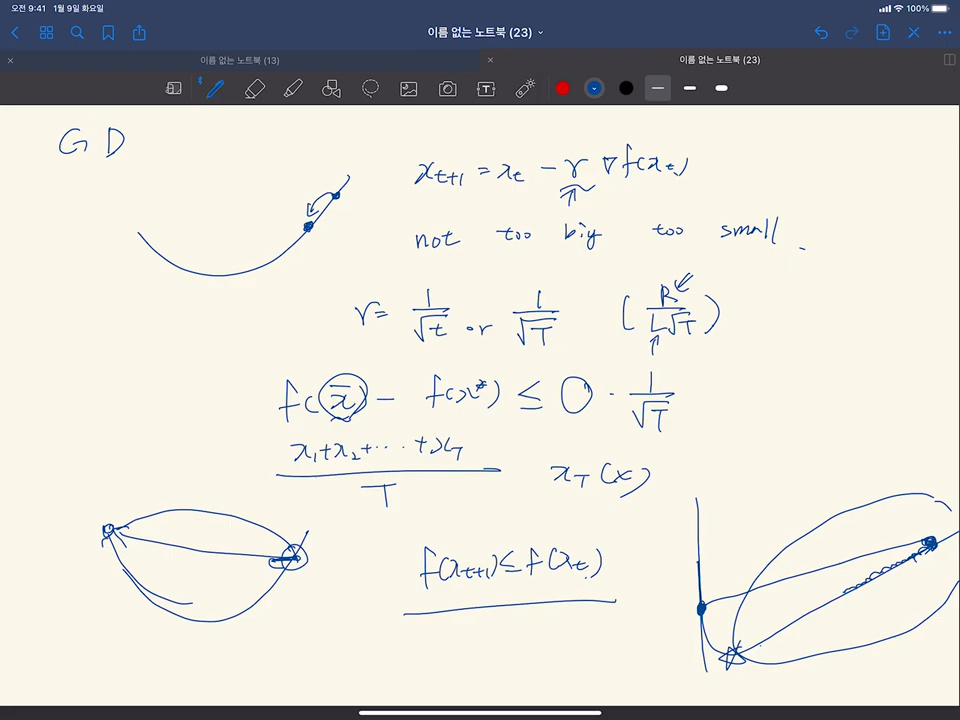 오전 9:41 1월 9일 화요일
100%
이름 없는 노트북 (23)
이름 없는 노트북 (13)
이름 없는 노트북 (23)
G D
x_{t+1} = x_t - γ ∇f(x_t)
not too big too small
γ = 1/√t or 1/√T (R/L√T)
f(x̄) - f(x*) ≤ O · 1/√T
x_1+x_2+⋯+x_T
T
x_T (x)
f(x_{t+1}) ≤ f(x_t)